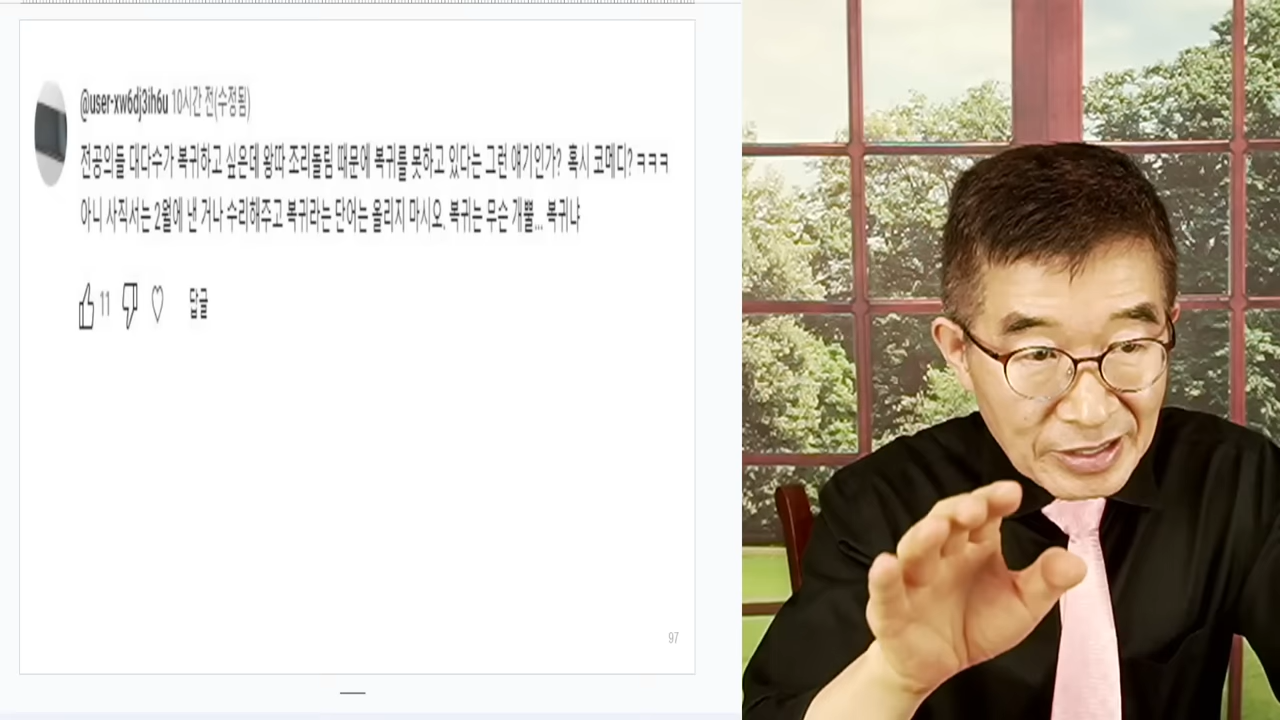 @user-xw6dj3ih6u 10시간 전(수정됨)
전공의들 대다수가 복귀하고 싶은데 왕따 조리돌림 때문에 복귀를 못하고 있다는 그런 얘기인가? 혹시 코메디? ㅋㅋㅋ
아니 사직서는 2월에 낸 거나 수리해주고 복귀라는 단어는 올리지 마시오. 복귀는 무슨 개뿔... 복귀냐
11 답글
97